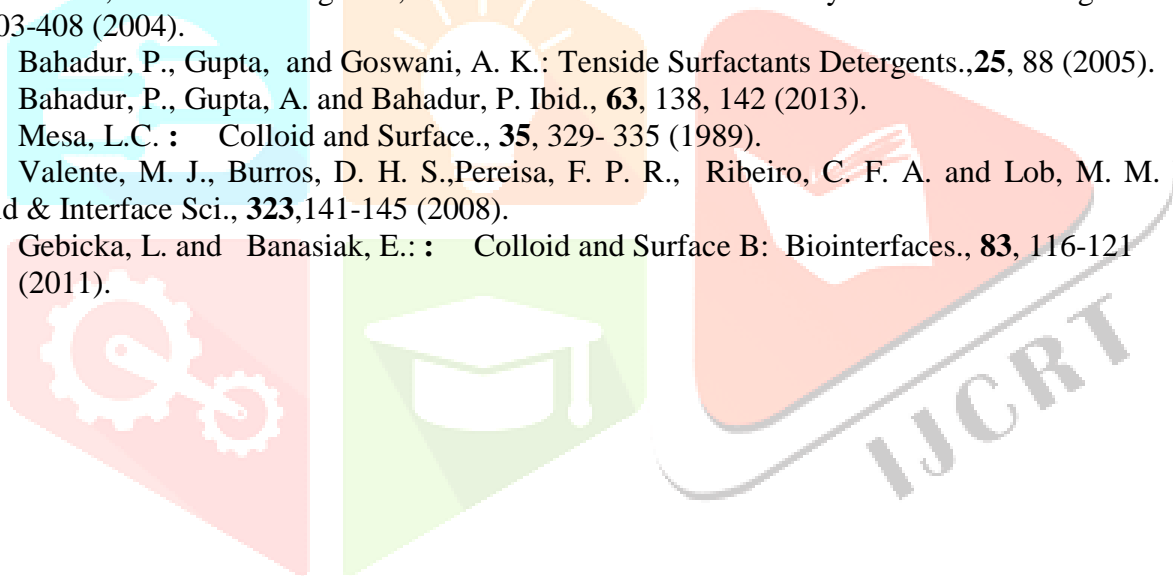 03-408 (2004).
Bahadur, P., Gupta, and Goswani, A. K.: Tenside Surfactants Detergents.,25, 88 (2005).
Bahadur, P., Gupta, A. and Bahadur, P. Ibid., 63, 138, 142 (2013).
Mesa, L.C. : Colloid and Surface., 35, 329- 335 (1989).
Valente, M. J., Burros, D. H. S.,Pereisa, F. P. R., Ribeiro, C. F. A. and Lob, M. M.
d & Interface Sci., 323,141-145 (2008).
Gebicka, L. and Banasiak, E.: : Colloid and Surface B: Biointerfaces., 83, 116-121
(2011).
IJCRT